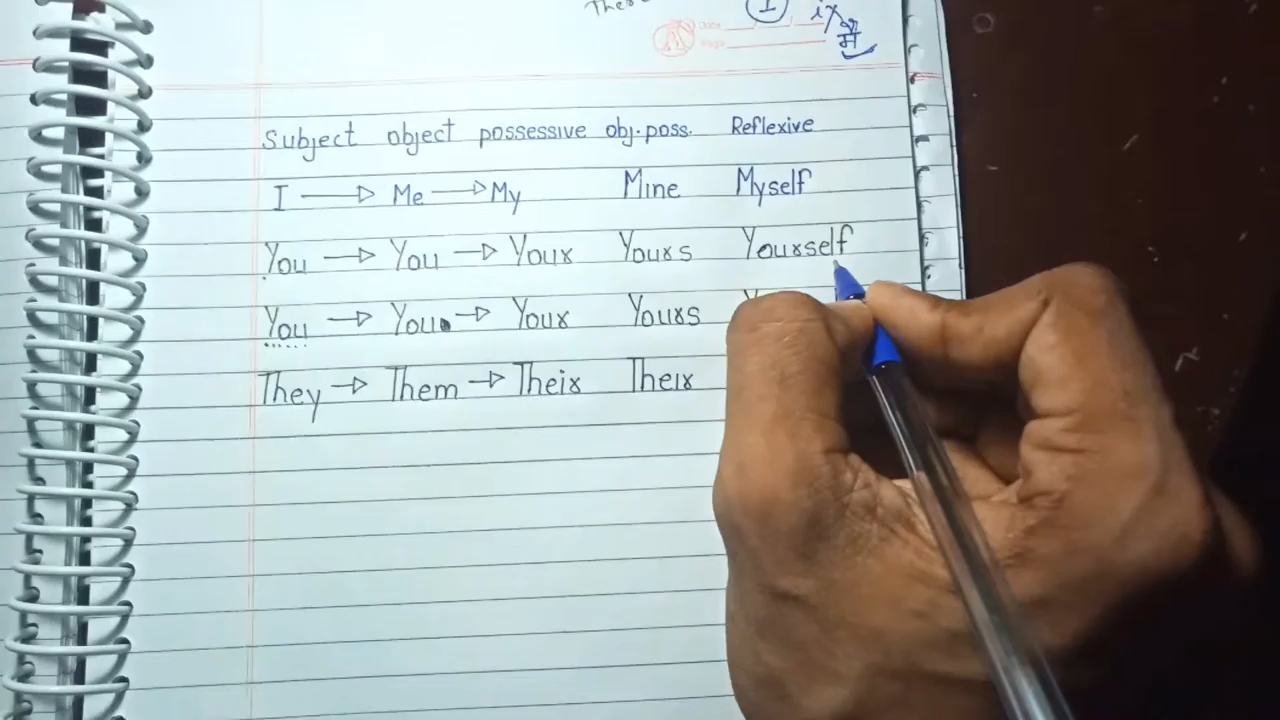 I
में
Subject object possessive obj.poss. Reflexive
I → Me → My Mine Myself
You → You → Your Yours Yourself
You → You → Your Yours
They → Them → Their Their